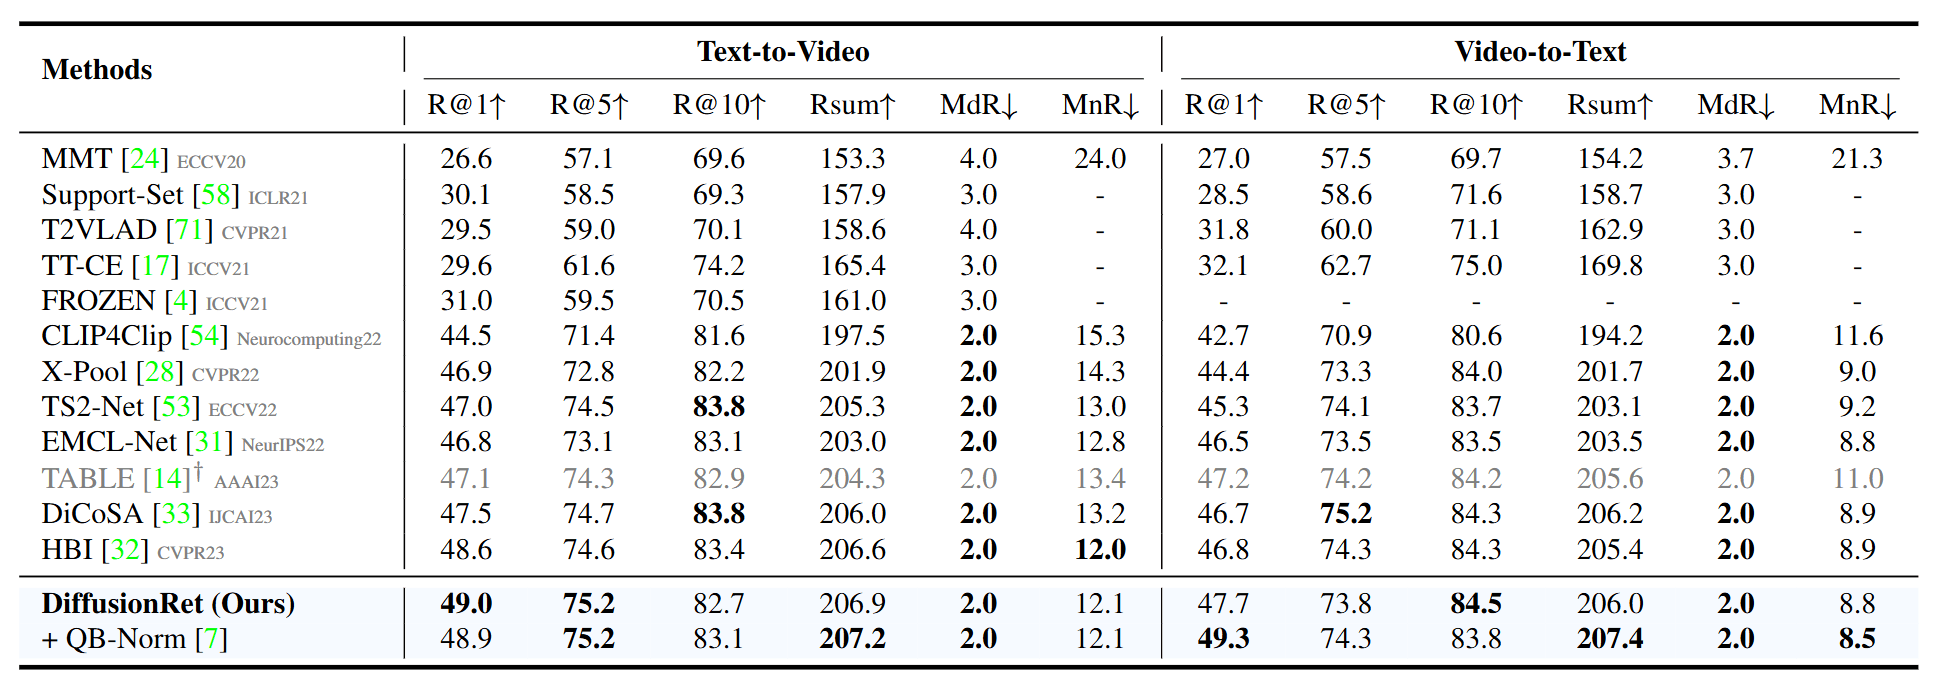 Methods Text-to-Video Video-to-Text
R@1↑ R@5↑ R@10↑ Rsum↑ MdR↓ MnR↓ R@1↑ R@5↑ R@10↑ Rsum↑ MdR↓ MnR↓
MMT [24] ECCV20 26.6 57.1 69.6 153.3 4.0 24.0 27.0 57.5 69.7 154.2 3.7 21.3
Support-Set [58] ICLR21 30.1 58.5 69.3 157.9 3.0 - 28.5 58.6 71.6 158.7 3.0 -
T2VLAD [71] CVPR21 29.5 59.0 70.1 158.6 4.0 - 31.8 60.0 71.1 162.9 3.0 -
TT-CE [17] ICCV21 29.6 61.6 74.2 165.4 3.0 - 32.1 62.7 75.0 169.8 3.0 -
FROZEN [4] ICCV21 31.0 59.5 70.5 161.0 3.0 - - - - - - -
CLIP4Clip [54] Neurocomputing22 44.5 71.4 81.6 197.5 2.0 15.3 42.7 70.9 80.6 194.2 2.0 11.6
X-Pool [28] CVPR22 46.9 72.8 82.2 201.9 2.0 14.3 44.4 73.3 84.0 201.7 2.0 9.0
TS2-Net [53] ECCV22 47.0 74.5 83.8 205.3 2.0 13.0 45.3 74.1 83.7 203.1 2.0 9.2
EMCL-Net [31] NeurIPS22 46.8 73.1 83.1 203.0 2.0 12.8 46.5 73.5 83.5 203.5 2.0 8.8
TABLE [14]† AAAI23 47.1 74.3 82.9 204.3 2.0 13.4 47.2 74.2 84.2 205.6 2.0 11.0
DiCoSA [33] IJCAI23 47.5 74.7 83.8 206.0 2.0 13.2 46.7 75.2 84.3 206.2 2.0 8.9
HBI [32] CVPR23 48.6 74.6 83.4 206.6 2.0 12.0 46.8 74.3 84.3 205.4 2.0 8.9
DiffusionRet (Ours) 49.0 75.2 82.7 206.9 2.0 12.1 47.7 73.8 84.5 206.0 2.0 8.8
+ QB-Norm [7] 48.9 75.2 83.1 207.2 2.0 12.1 49.3 74.3 83.8 207.4 2.0 8.5